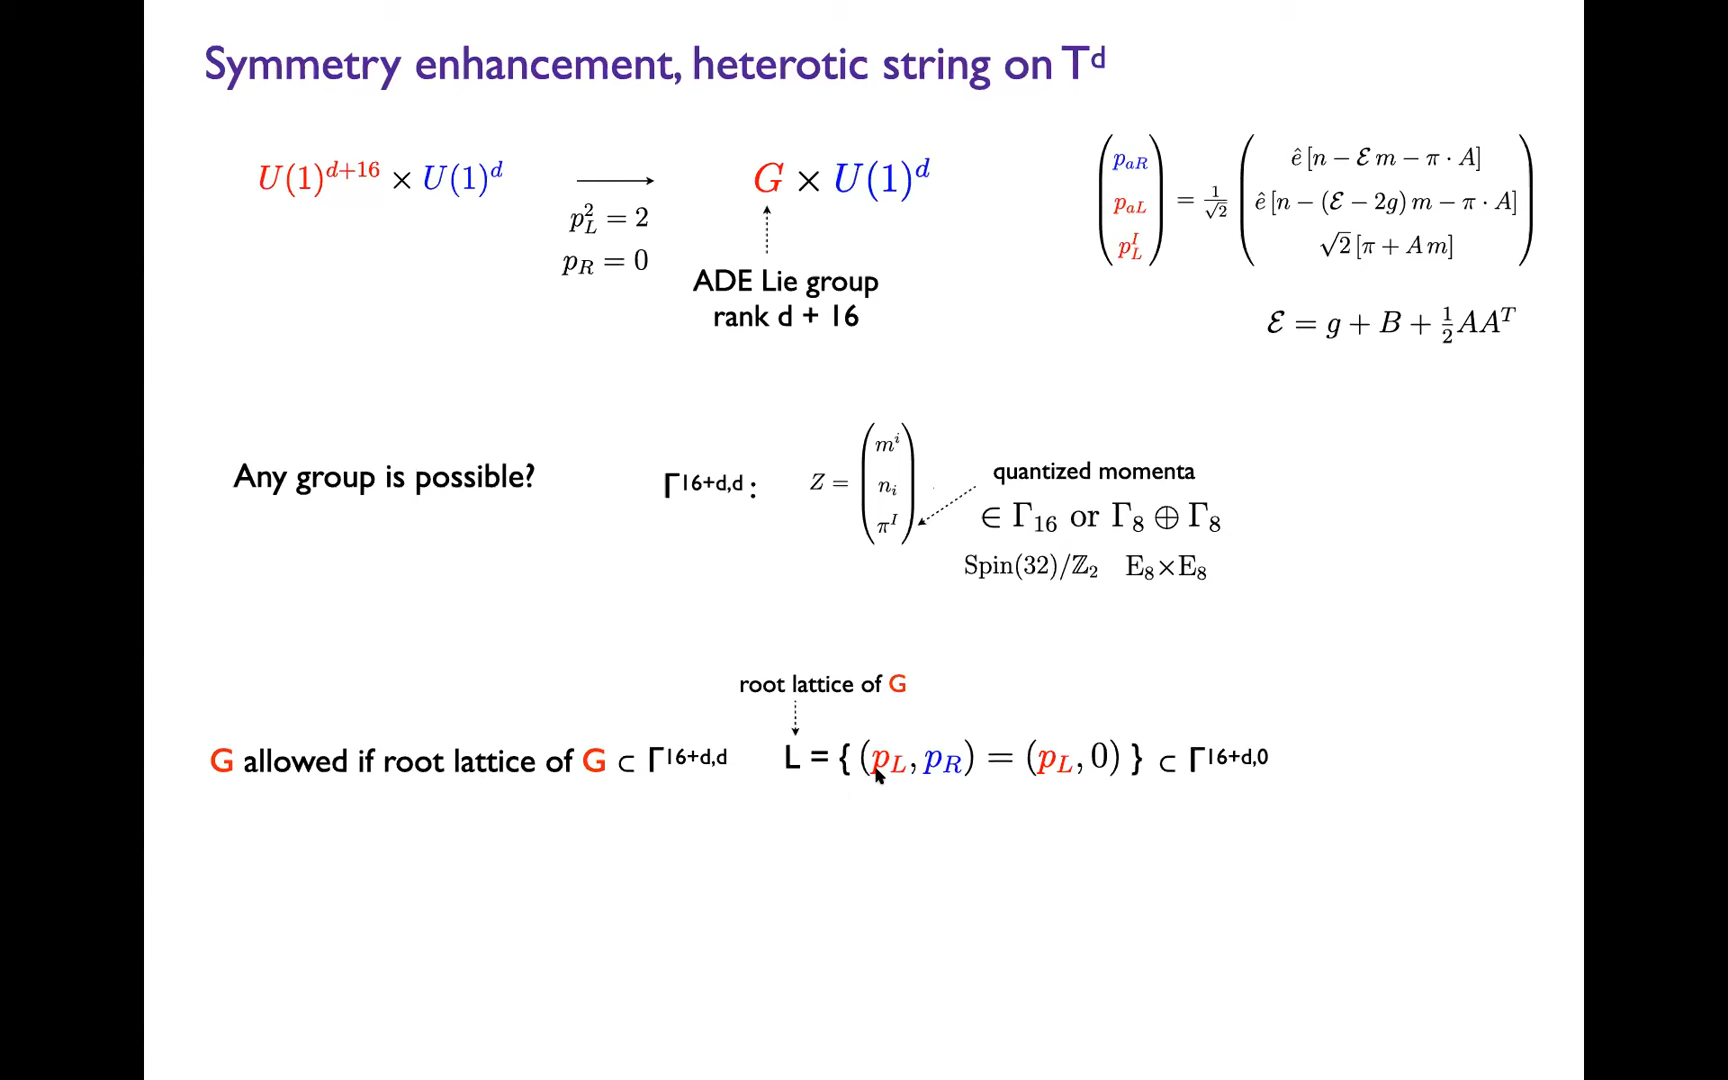 Symmetry enhancement, heterotic string on T^d
U(1)^{d+16} × U(1)^d ⟶ G × U(1)^d
p_L^2 = 2
p_R = 0
ADE Lie group
rank d + 16
(p_{aR}, p_{aL}, p_L^I) = 1/√2 (
ê [n − ℰ m − π · A]
ê [n − (ℰ − 2g) m − π · A]
√2 [π + A m]
)
ℰ = g + B + ½AA^T
Any group is possible?
Γ^{16+d,d} : Z = (m^i, n_i, π^I)
quantized momenta
∈ Γ_16 or Γ_8 ⊕ Γ_8
Spin(32)/ℤ_2 E_8×E_8
root lattice of G
G allowed if root lattice of G ⊂ Γ^{16+d,d} L = { (p_L, p_R) = (p_L, 0) } ⊂ Γ^{16+d,0}